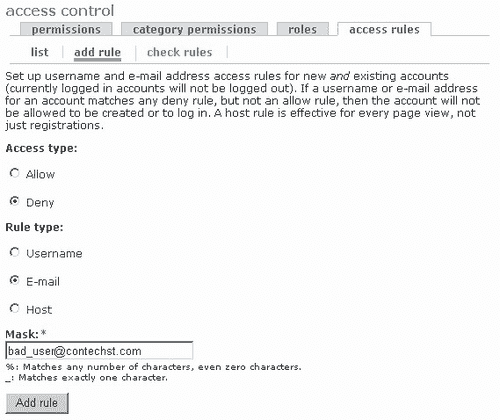 access control
permissions category permissions roles access rules
list add rule check rules
Set up username and e-mail address access rules for new and existing accounts
(currently logged in accounts will not be logged out). If a username or e-mail address
for an account matches any deny rule, but not an allow rule, then the account will not
be allowed to be created or to log in. A host rule is effective for every page view, not
just registrations.
Access type:
Allow
Deny
Rule type:
Username
E-mail
Host
Mask: *
bad_user@contechst.com
%: Matches any number of characters, even zero characters.
_: Matches exactly one character.
Add rule